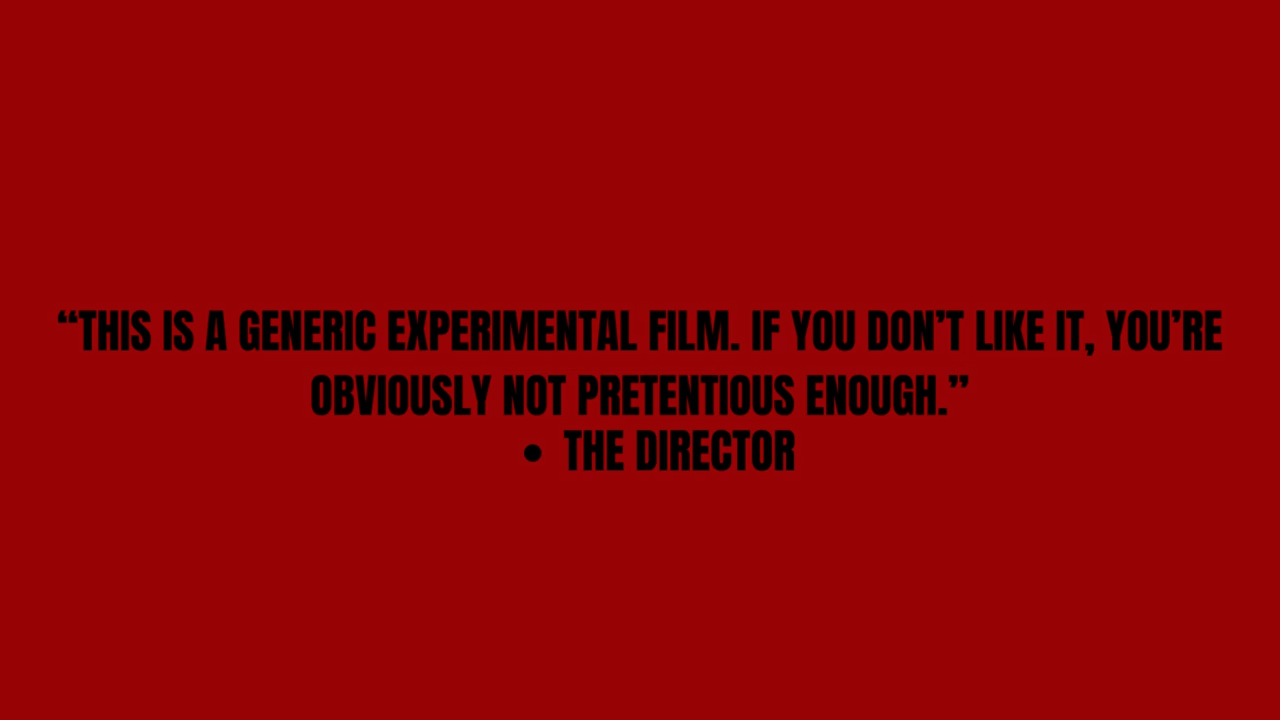 “THIS IS A GENERIC EXPERIMENTAL FILM. IF YOU DON’T LIKE IT, YOU’RE
OBVIOUSLY NOT PRETENTIOUS ENOUGH.”
• THE DIRECTOR